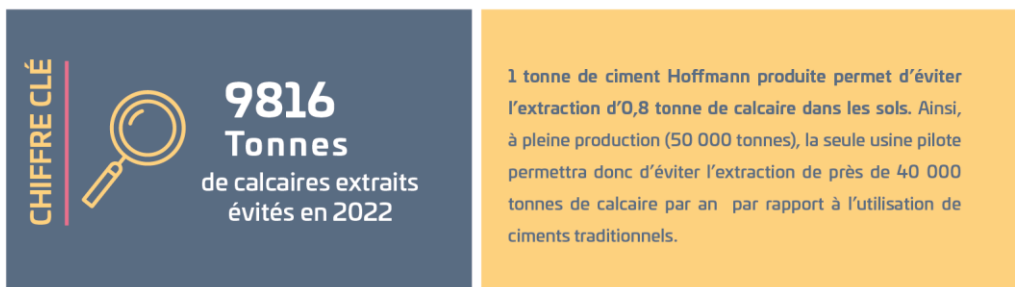 CHIFFRE CLÉ
9816
Tonnes
de calcaires extraits
évités en 2022
1 tonne de ciment Hoffmann produite permet d’éviter
l’extraction d’0,8 tonne de calcaire dans les sols. Ainsi,
à pleine production (50 000 tonnes), la seule usine pilote
permettra donc d’éviter l’extraction de près de 40 000
tonnes de calcaire par an  par rapport à l’utilisation de
ciments traditionnels.